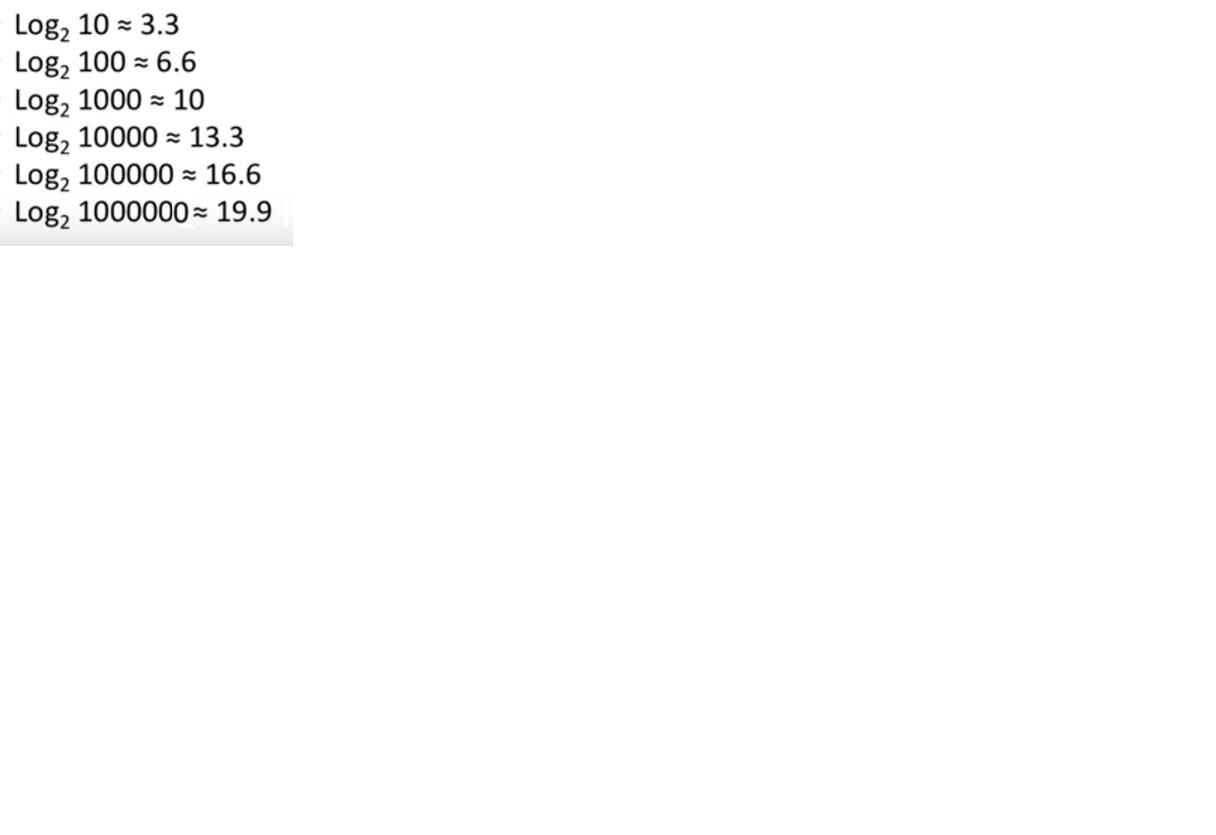 Log₂ 10 ≈ 3.3
Log₂ 100 ≈ 6.6
Log₂ 1000 ≈ 10
Log₂ 10000 ≈ 13.3
Log₂ 100000 ≈ 16.6
Log₂ 1000000≈ 19.9